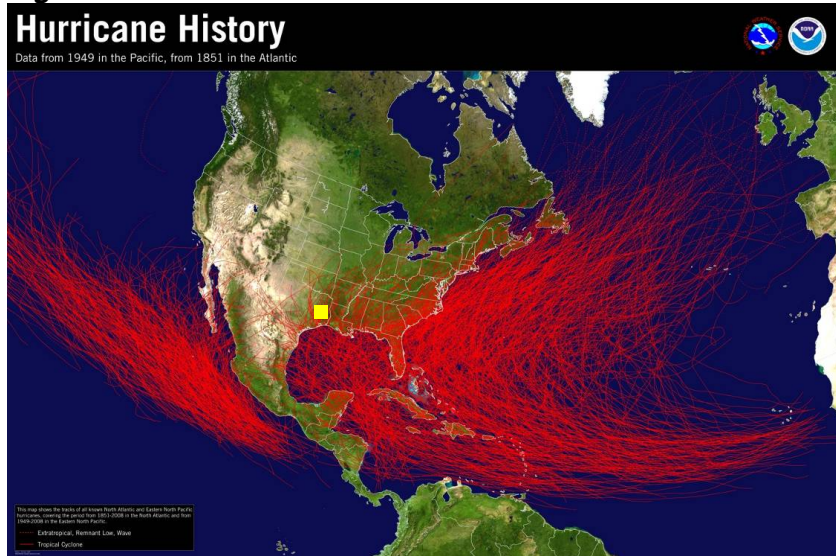 Hurricane History
Data from 1949 in the Pacific, from 1851 in the Atlantic
NOAA
This map shows the tracks of all known North Atlantic and Eastern North Pacific
hurricanes, covering the period from 1851-2008 in the North Atlantic and from
1949-2008 in the Eastern North Pacific.
Extratropical, Remnant Low, Wave
Tropical Cyclone